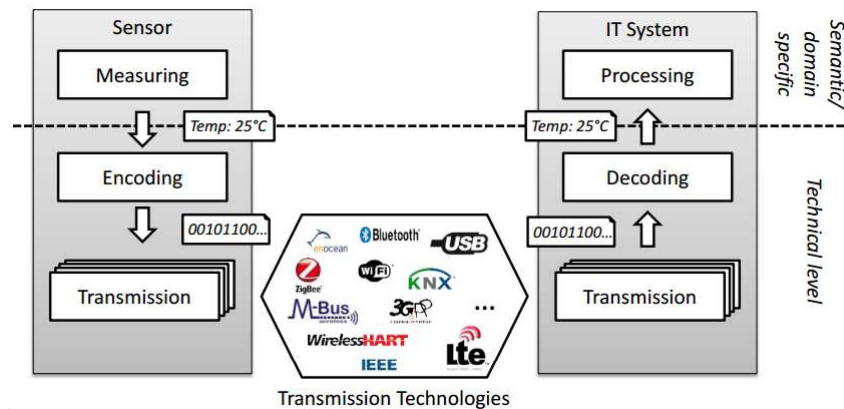 Sensor
Measuring
Temp: 25°C
Encoding
00101100...
Transmission
enocean
Bluetooth®
USB
ZigBee®
WiFi
KNX®
M-Bus
3GPP
...
WirelessHART
IEEE
Lte
Transmission Technologies
IT System
Processing
Temp: 25°C
Decoding
00101100...
Transmission
Semantic/
domain
specific
Technical level